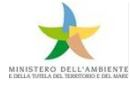 MINISTERO DELL'AMBIENTE
E DELLA TUTELA DEL TERRITORIO E DEL MARE